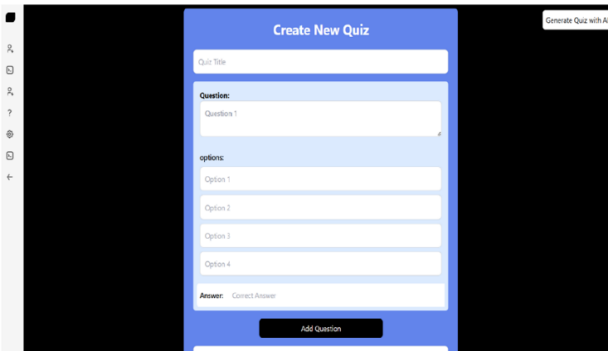 Create New Quiz
Generate Quiz with AI
Quiz Title
Question:
Question 1
options:
Option 1
Option 2
Option 3
Option 4
Answer: Correct Answer
Add Question